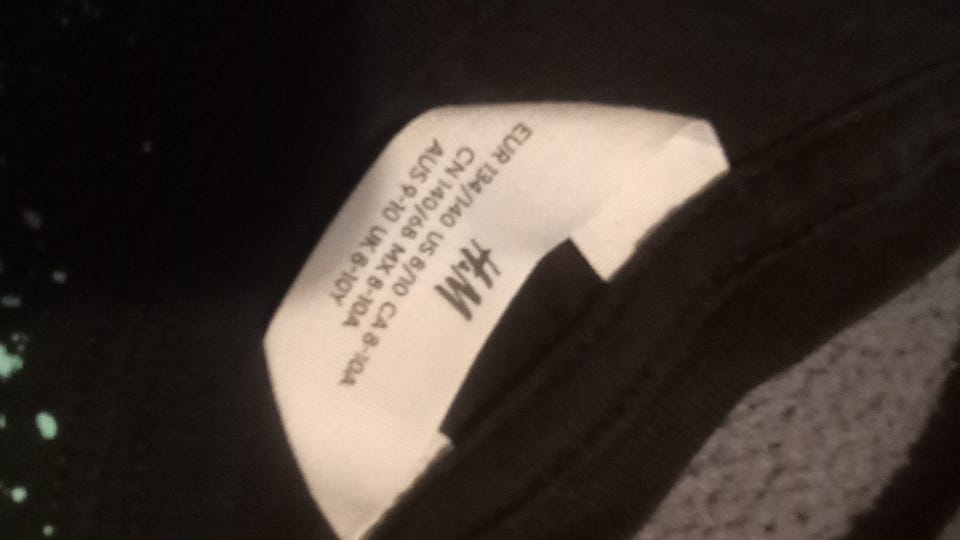 H&M
EUR 134/140 US 8/10 CA 8-10A
CN 140/68 MX 8-10A
AUS 9-10 UK 8-10Y